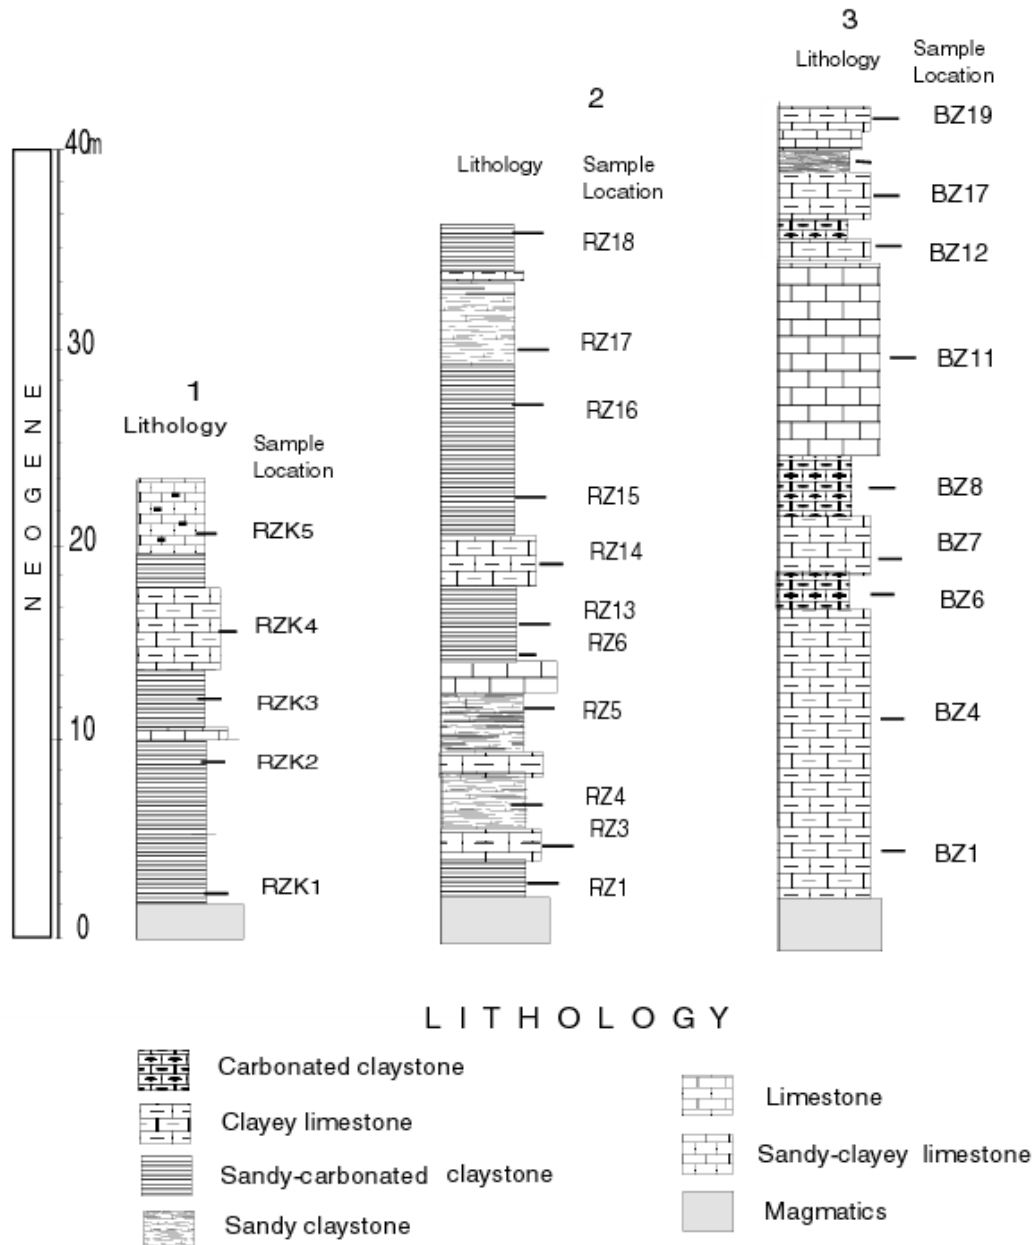 3
Lithology
Sample
Location
BZ19
BZ17
BZ12
BZ11
BZ8
BZ7
BZ6
BZ4
BZ1
2
Lithology
Sample
Location
RZ18
RZ17
RZ16
RZ15
RZ14
RZ13
RZ6
RZ5
RZ4
RZ3
RZ1
1
Lithology
Sample
Location
RZK5
RZK4
RZK3
RZK2
RZK1
40m
30
20
10
0
NEOGENE
LITHOLOGY
Carbonated claystone
Clayey limestone
Sandy-carbonated claystone
Sandy claystone
Limestone
Sandy-clayey limestone
Magmatics